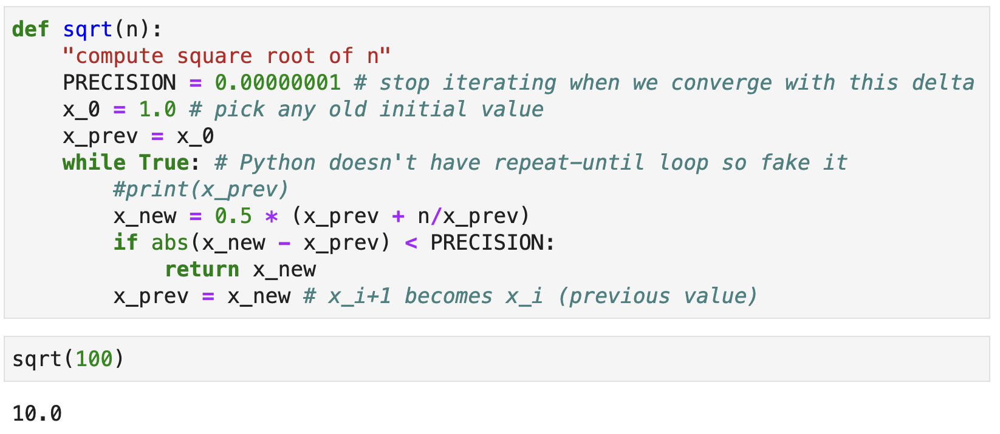 def sqrt(n):
    "compute square root of n"
    PRECISION = 0.00000001 # stop iterating when we converge with this delta
    x_0 = 1.0 # pick any old initial value
    x_prev = x_0
    while True: # Python doesn't have repeat-until loop so fake it
        #print(x_prev)
        x_new = 0.5 * (x_prev + n/x_prev)
        if abs(x_new - x_prev) < PRECISION:
            return x_new
        x_prev = x_new # x_i+1 becomes x_i (previous value)
sqrt(100)
10.0